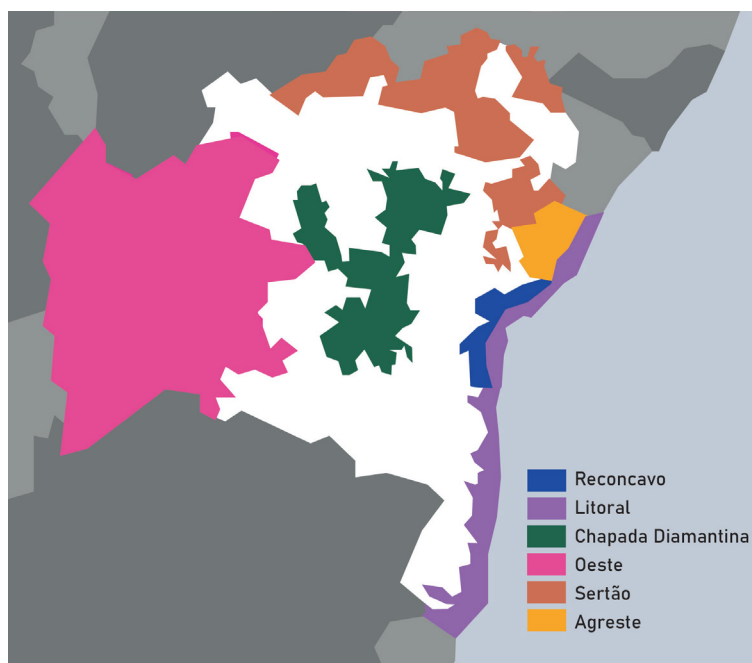 Reconcavo
Litoral
Chapada Diamantina
Oeste
Sertão
Agreste